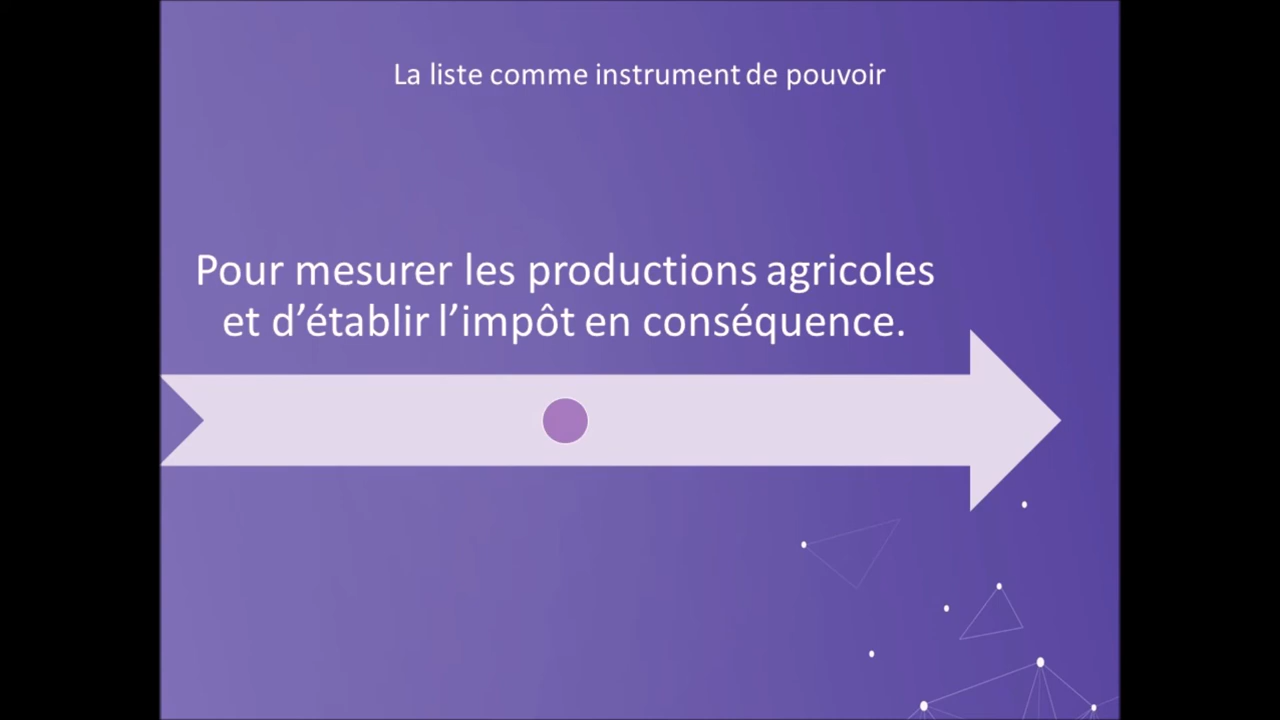 La liste comme instrument de pouvoir
Pour mesurer les productions agricoles
et d’établir l’impôt en conséquence.